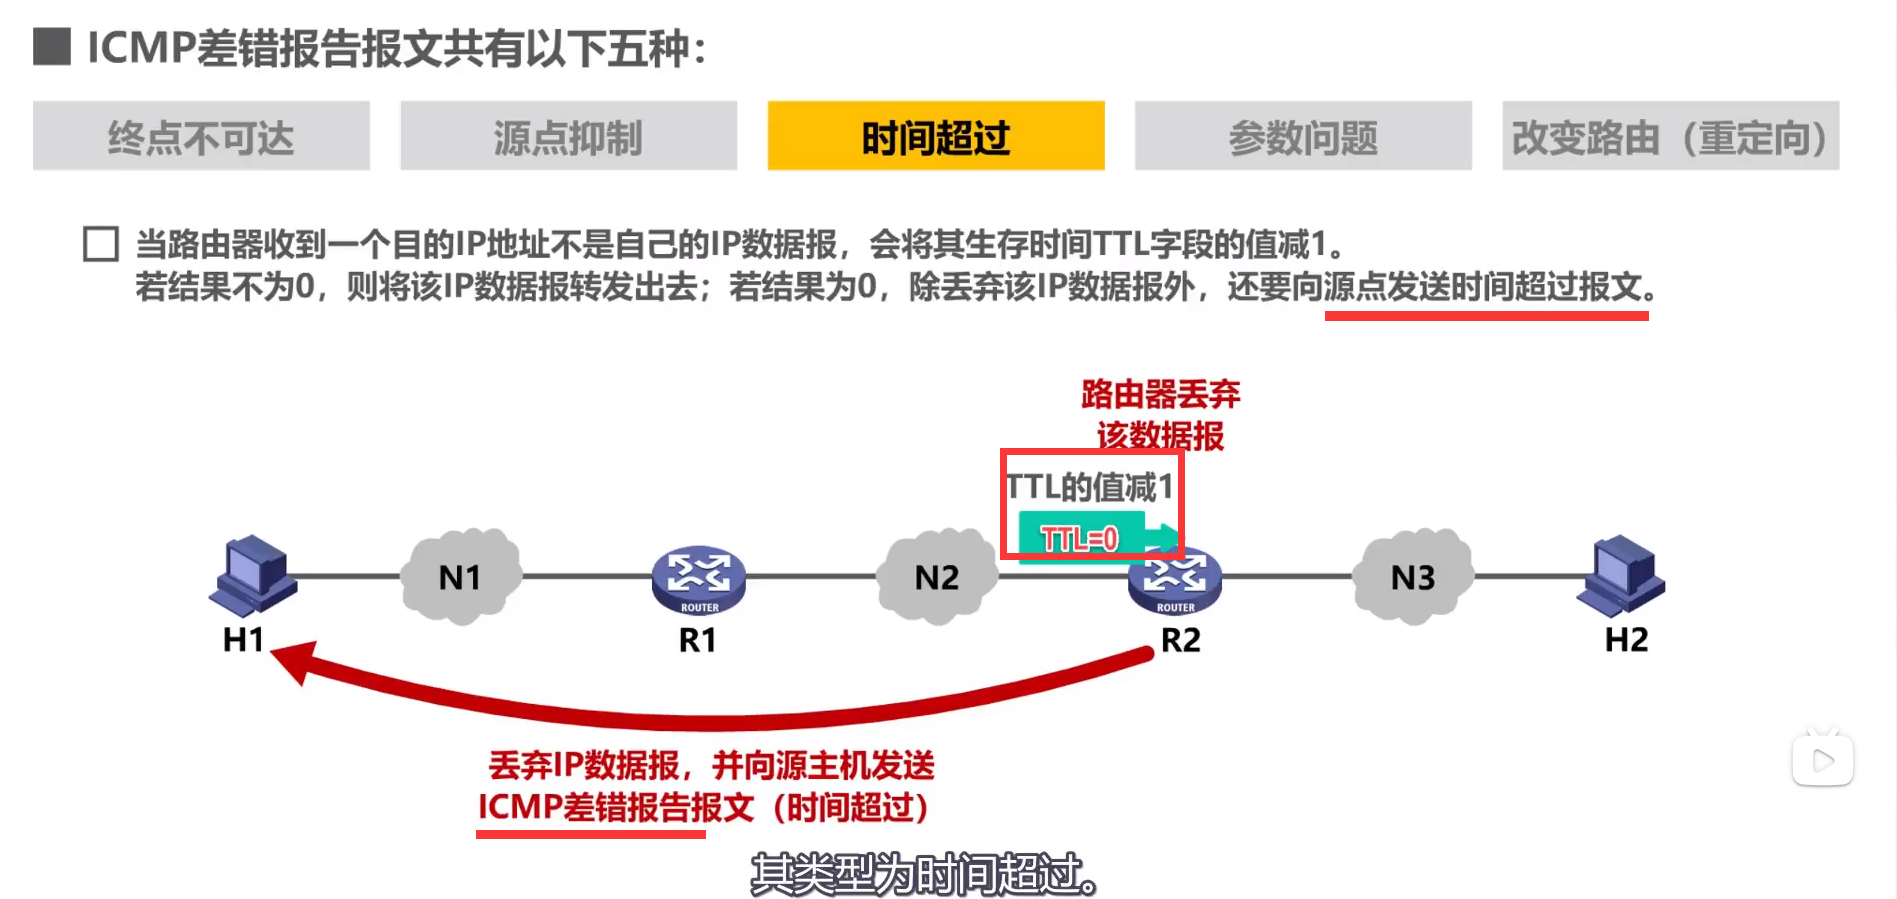 ICMP差错报告报文共有以下五种：
终点不可达
源点抑制
时间超过
参数问题
改变路由（重定向）
当路由器收到一个目的IP地址不是自己的IP数据报，会将其生存时间TTL字段的值减1。
若结果不为0，则将该IP数据报转发出去；若结果为0，除丢弃该IP数据报外，还要向源点发送时间超过报文。
路由器丢弃
该数据报
TTL的值减1
TTL=0
N1
N2
N3
ROUTER
ROUTER
H1
R1
R2
H2
丢弃IP数据报，并向源主机发送
ICMP差错报告报文（时间超过）
其类型为时间超过。